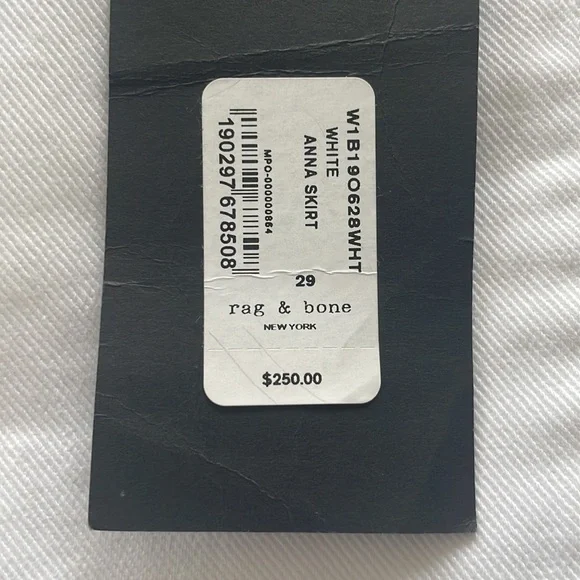 W1B19O628WHT
WHITE
ANNA SKIRT
MPO-000000864
190297678508
29
rag & bone
NEW YORK
$250.00